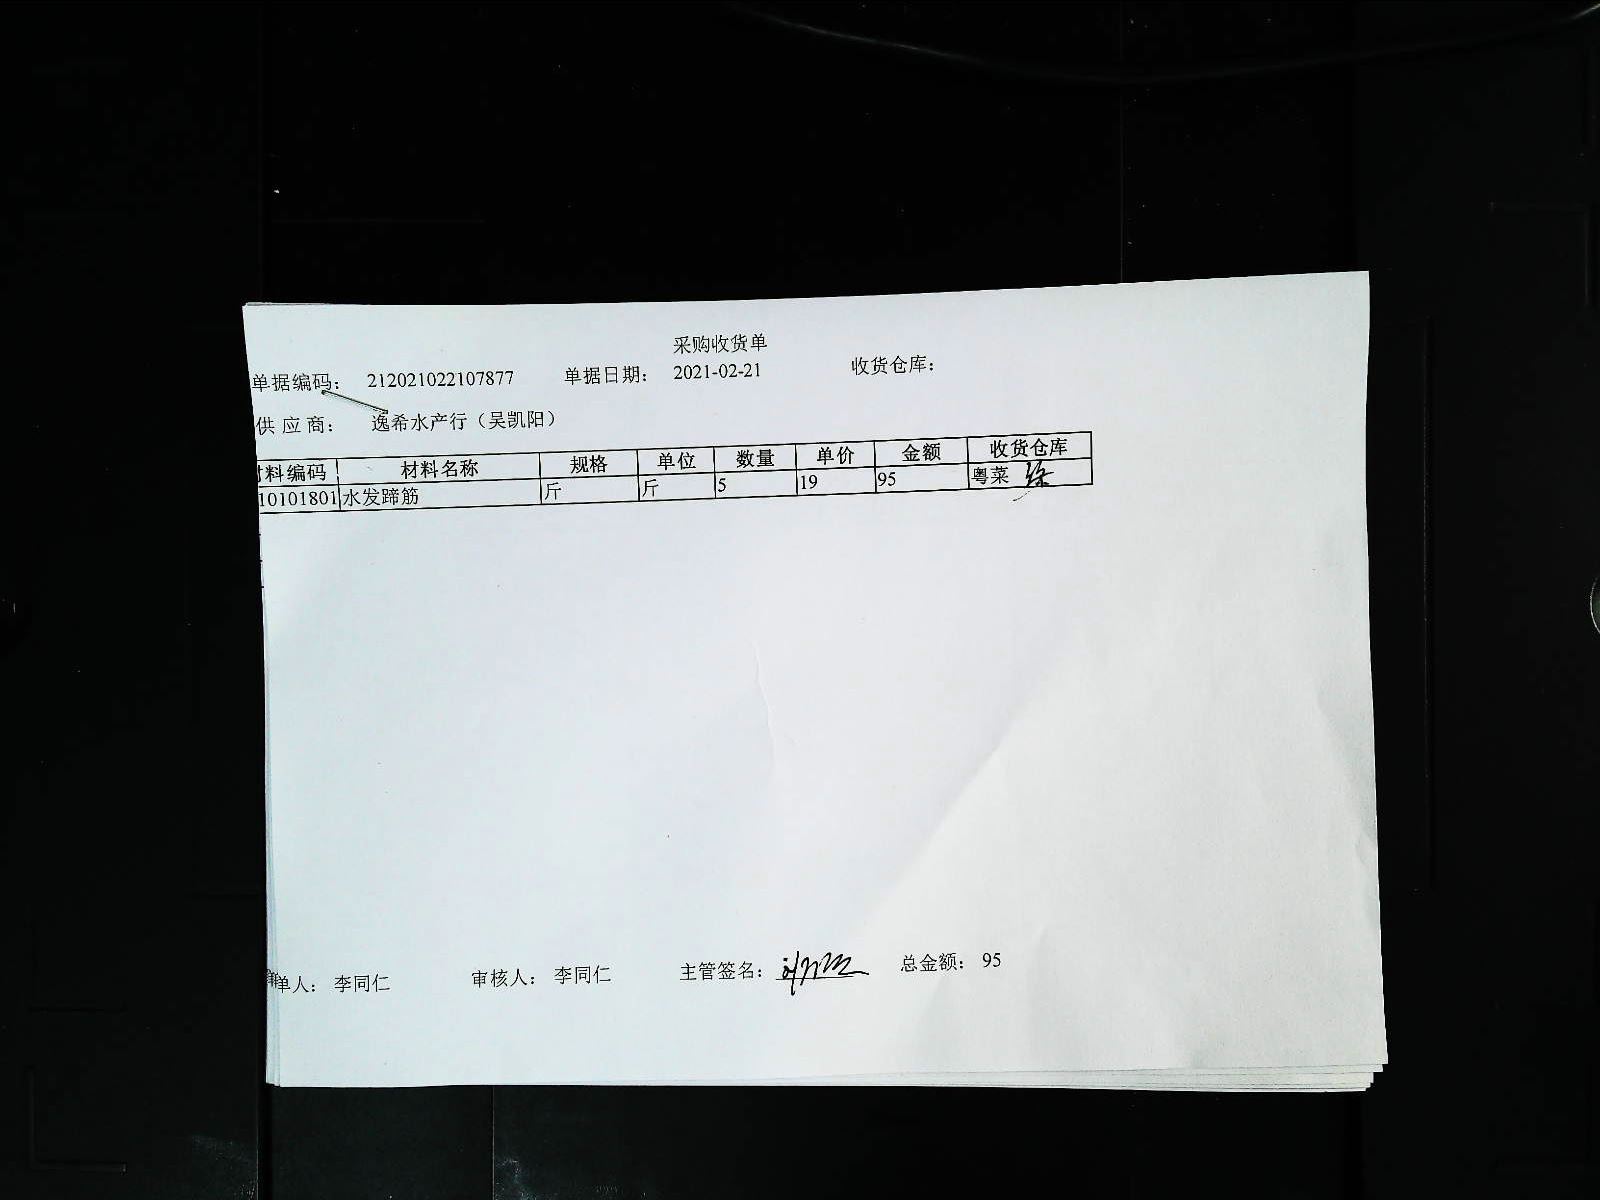 采购收货单
单据编码： 212021022107877 单据日期： 2021-02-21 收货仓库：
供应商： 逸希水产行（吴凯阳）
料编码 材料名称 规格 单位 数量 单价 金额 收货仓库
10101801 水发蹄筋 斤 斤 5 19 95 粤菜
单人： 李同仁 审核人： 李同仁 主管签名： 总金额： 95